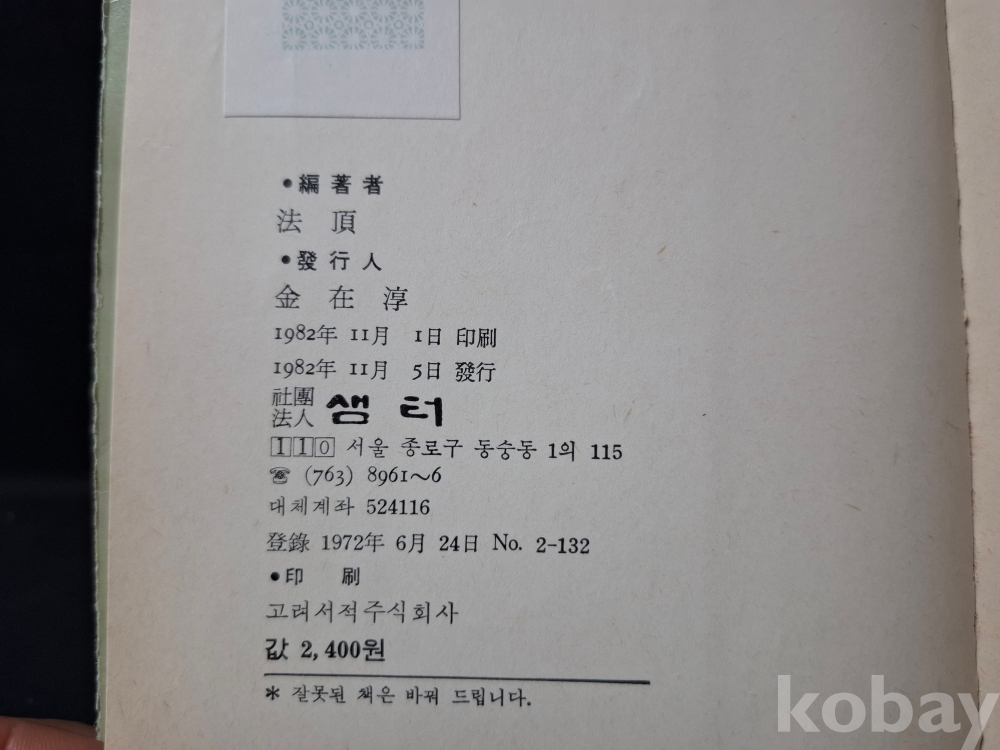 •編著者
法頂
•發行人
金在淳
1982年 11月 1日 印刷
1982年 11月 5日 發行
社團法人 샘터
110 서울 종로구 동숭동 1의 115
☎ (763) 8961~6
대체계좌 524116
登錄 1972年 6月 24日 No. 2-132
•印 刷
고려서적주식회사
값 2,400원
* 잘못된 책은 바꿔 드립니다.
kobay